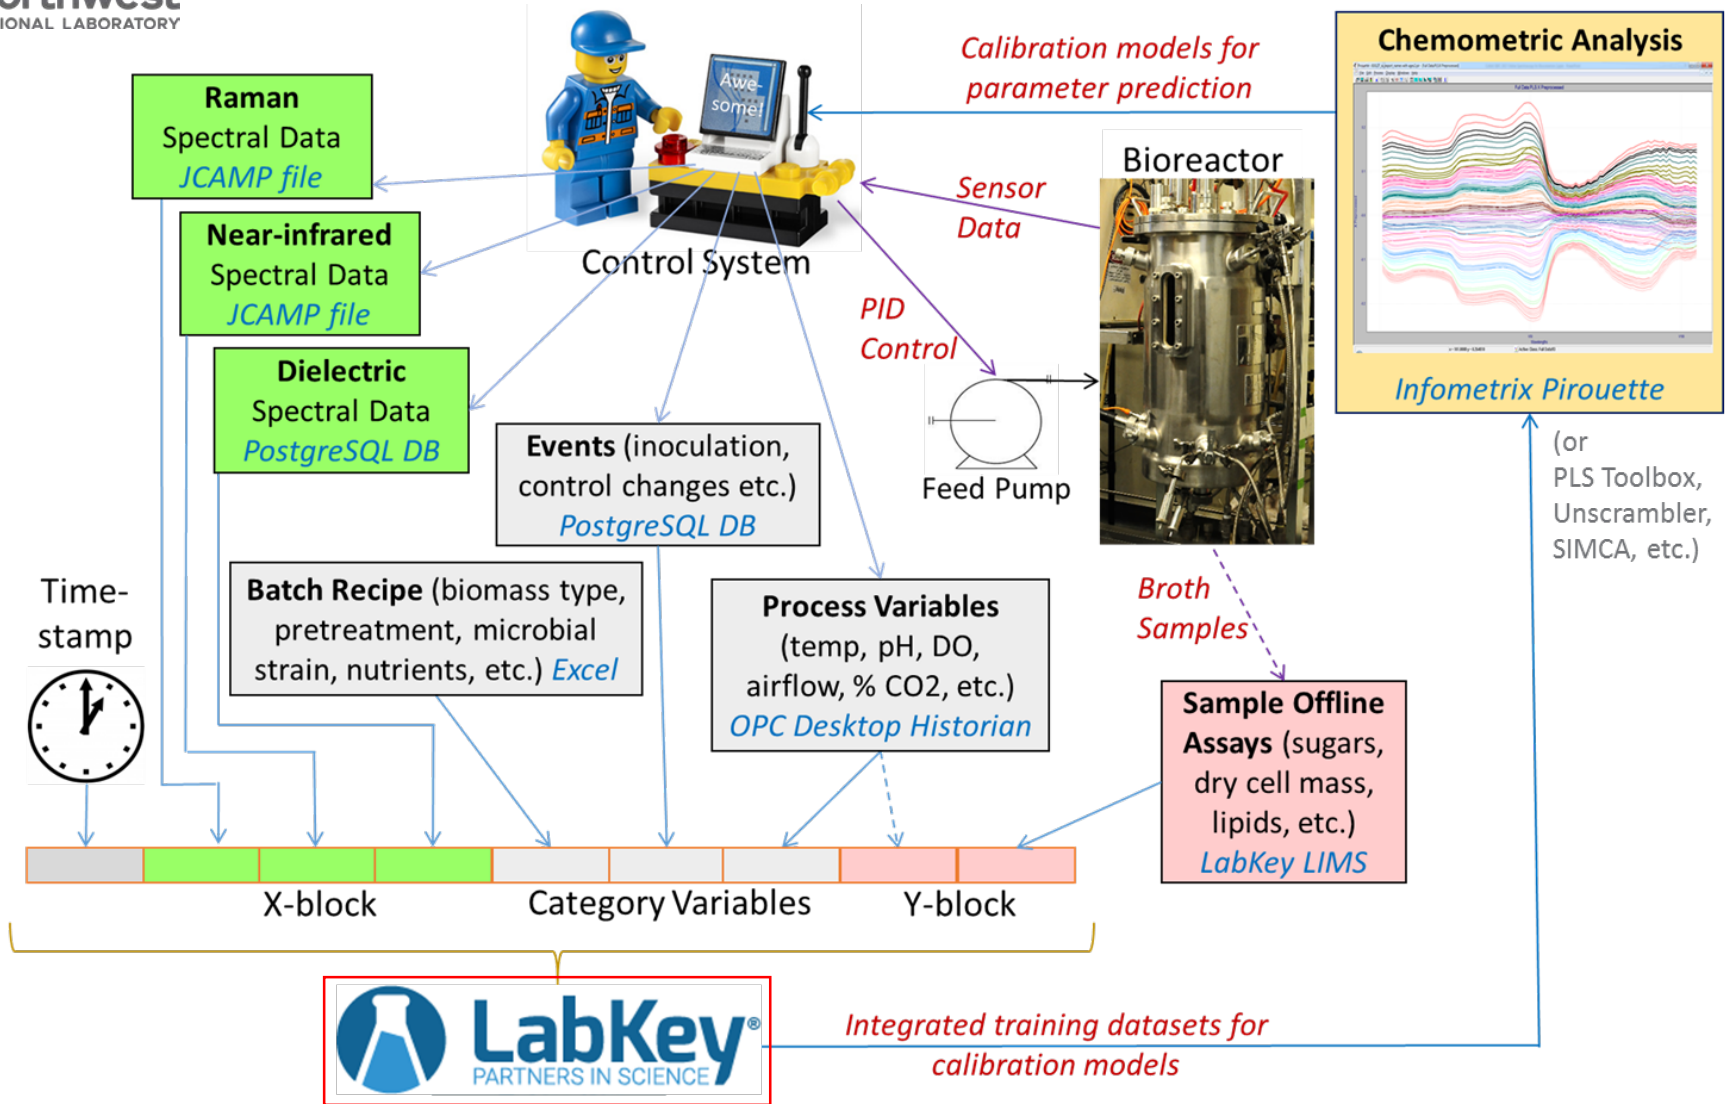 IONAL LABORATORY
Raman
Spectral Data
JCAMP file
Near-infrared
Spectral Data
JCAMP file
Dielectric
Spectral Data
PostgreSQL DB
Awe-
some!
Control System
Calibration models for
parameter prediction
Sensor
Data
PID
Control
Feed Pump
Bioreactor
Chemometric Analysis
Infometrix Pirouette
(or
PLS Toolbox,
Unscrambler,
SIMCA, etc.)
Events (inoculation,
control changes etc.)
PostgreSQL DB
Batch Recipe (biomass type,
pretreatment, microbial
strain, nutrients, etc.) Excel
Process Variables
(temp, pH, DO,
airflow, % CO2, etc.)
OPC Desktop Historian
Broth
Samples
Sample Offline
Assays (sugars,
dry cell mass,
lipids, etc.)
LabKey LIMS
Time-
stamp
X-block
Category Variables
Y-block
LabKey®
PARTNERS IN SCIENCE
Integrated training datasets for
calibration models